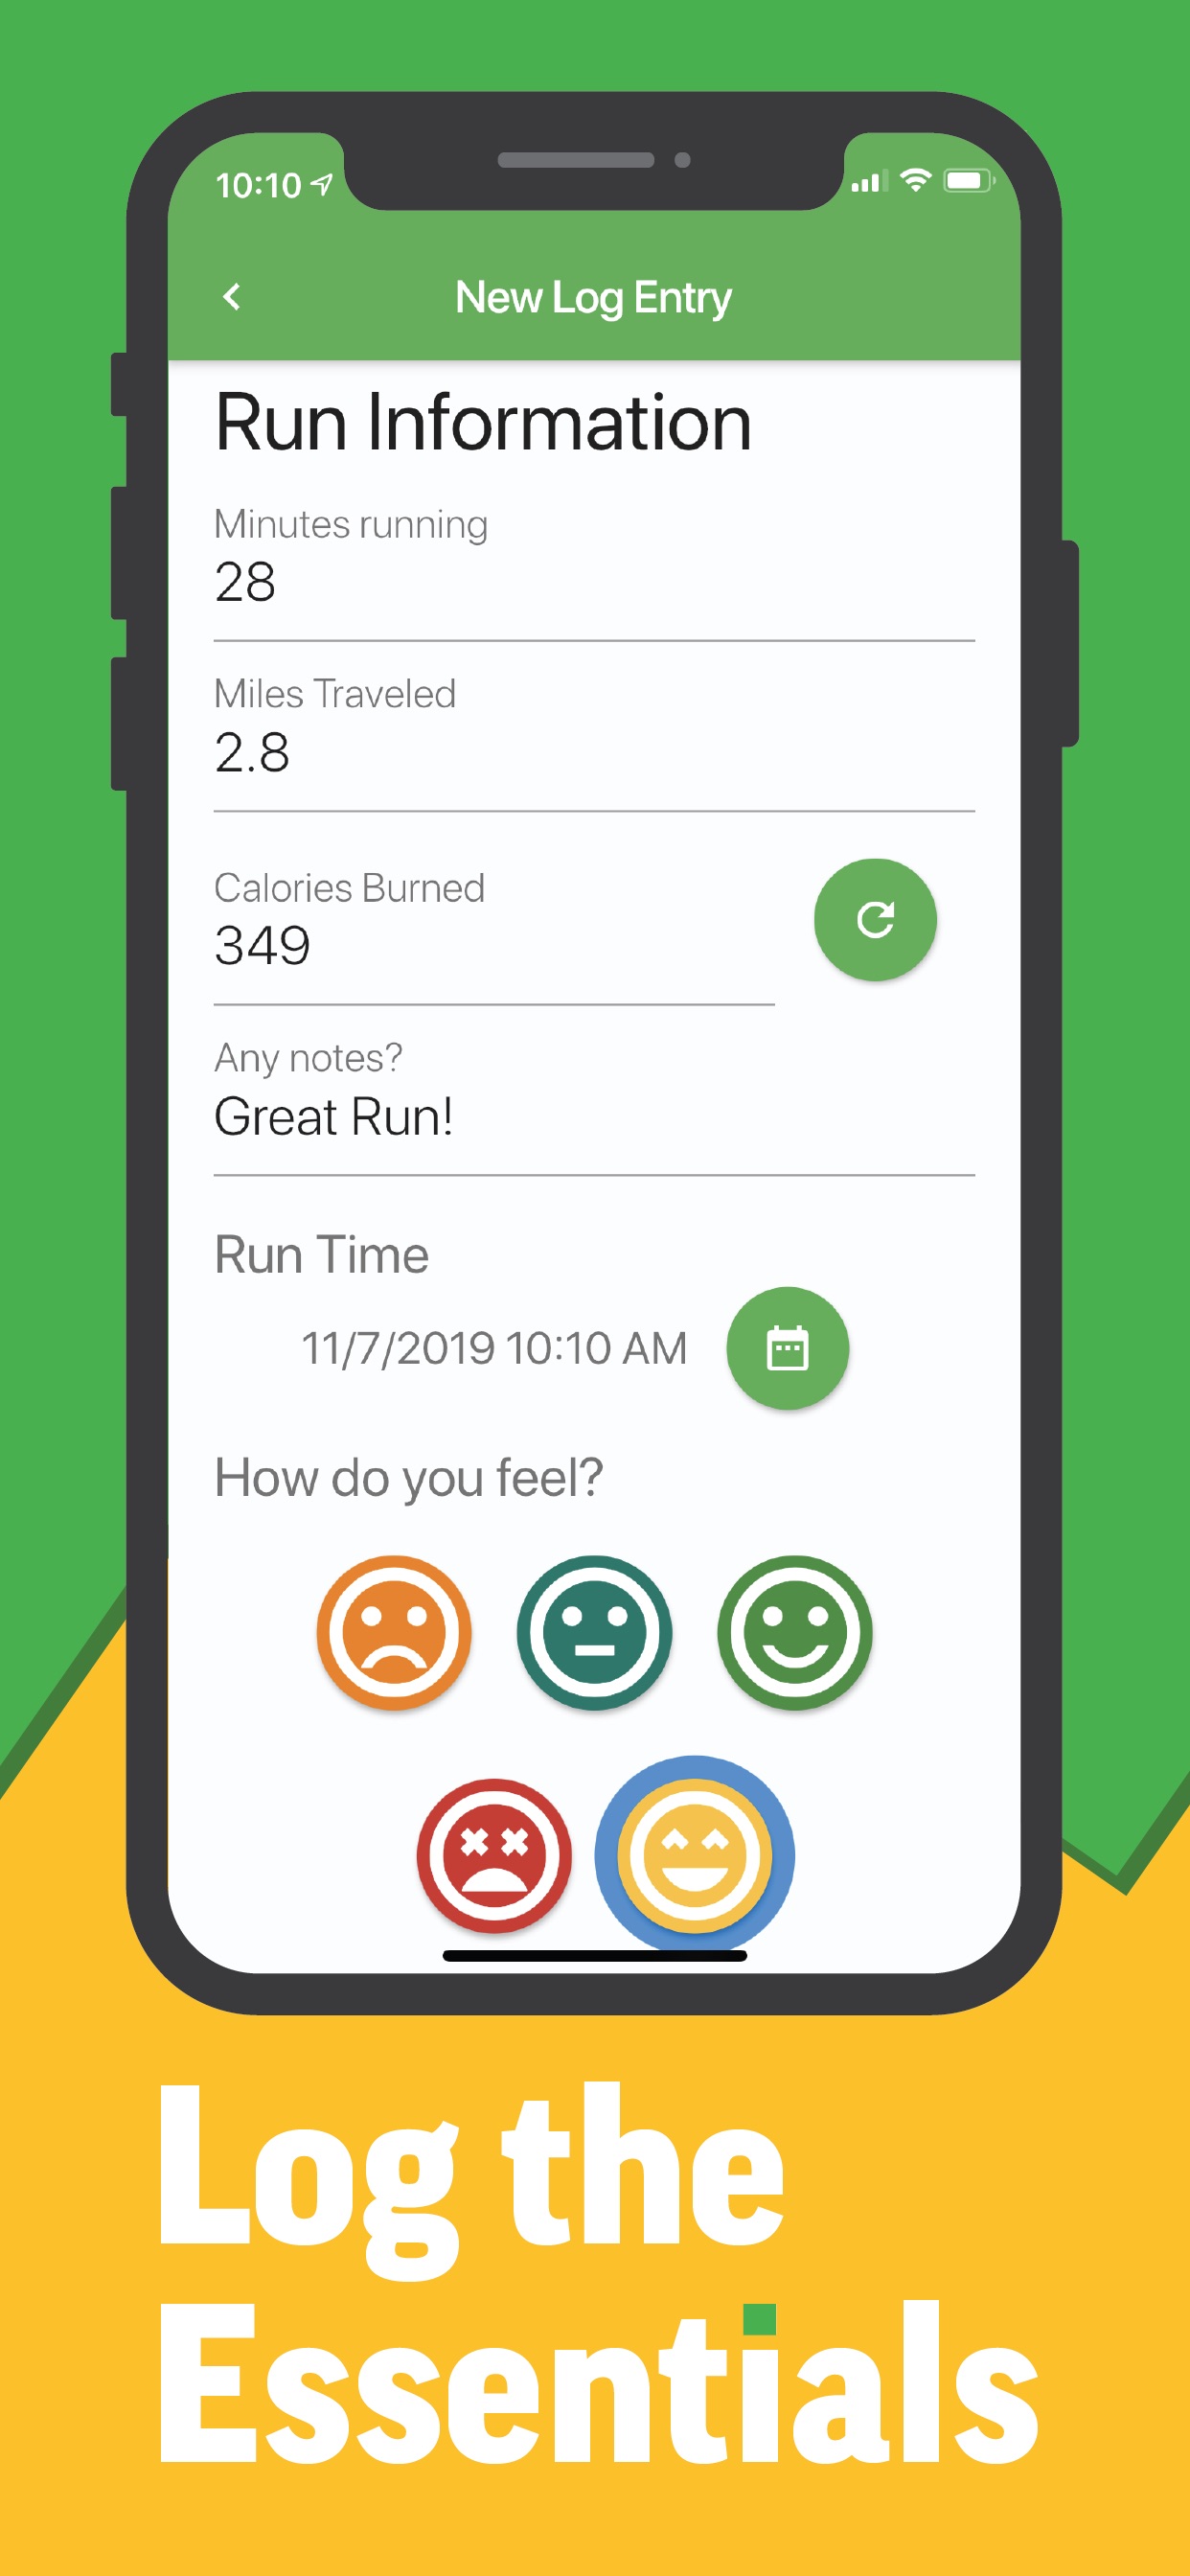 10:10
New Log Entry
Run Information
Minutes running
28
Miles Traveled
2.8
Calories Burned
349
Any notes?
Great Run!
Run Time
11/7/2019 10:10 AM
How do you feel?
Log the
Essentials